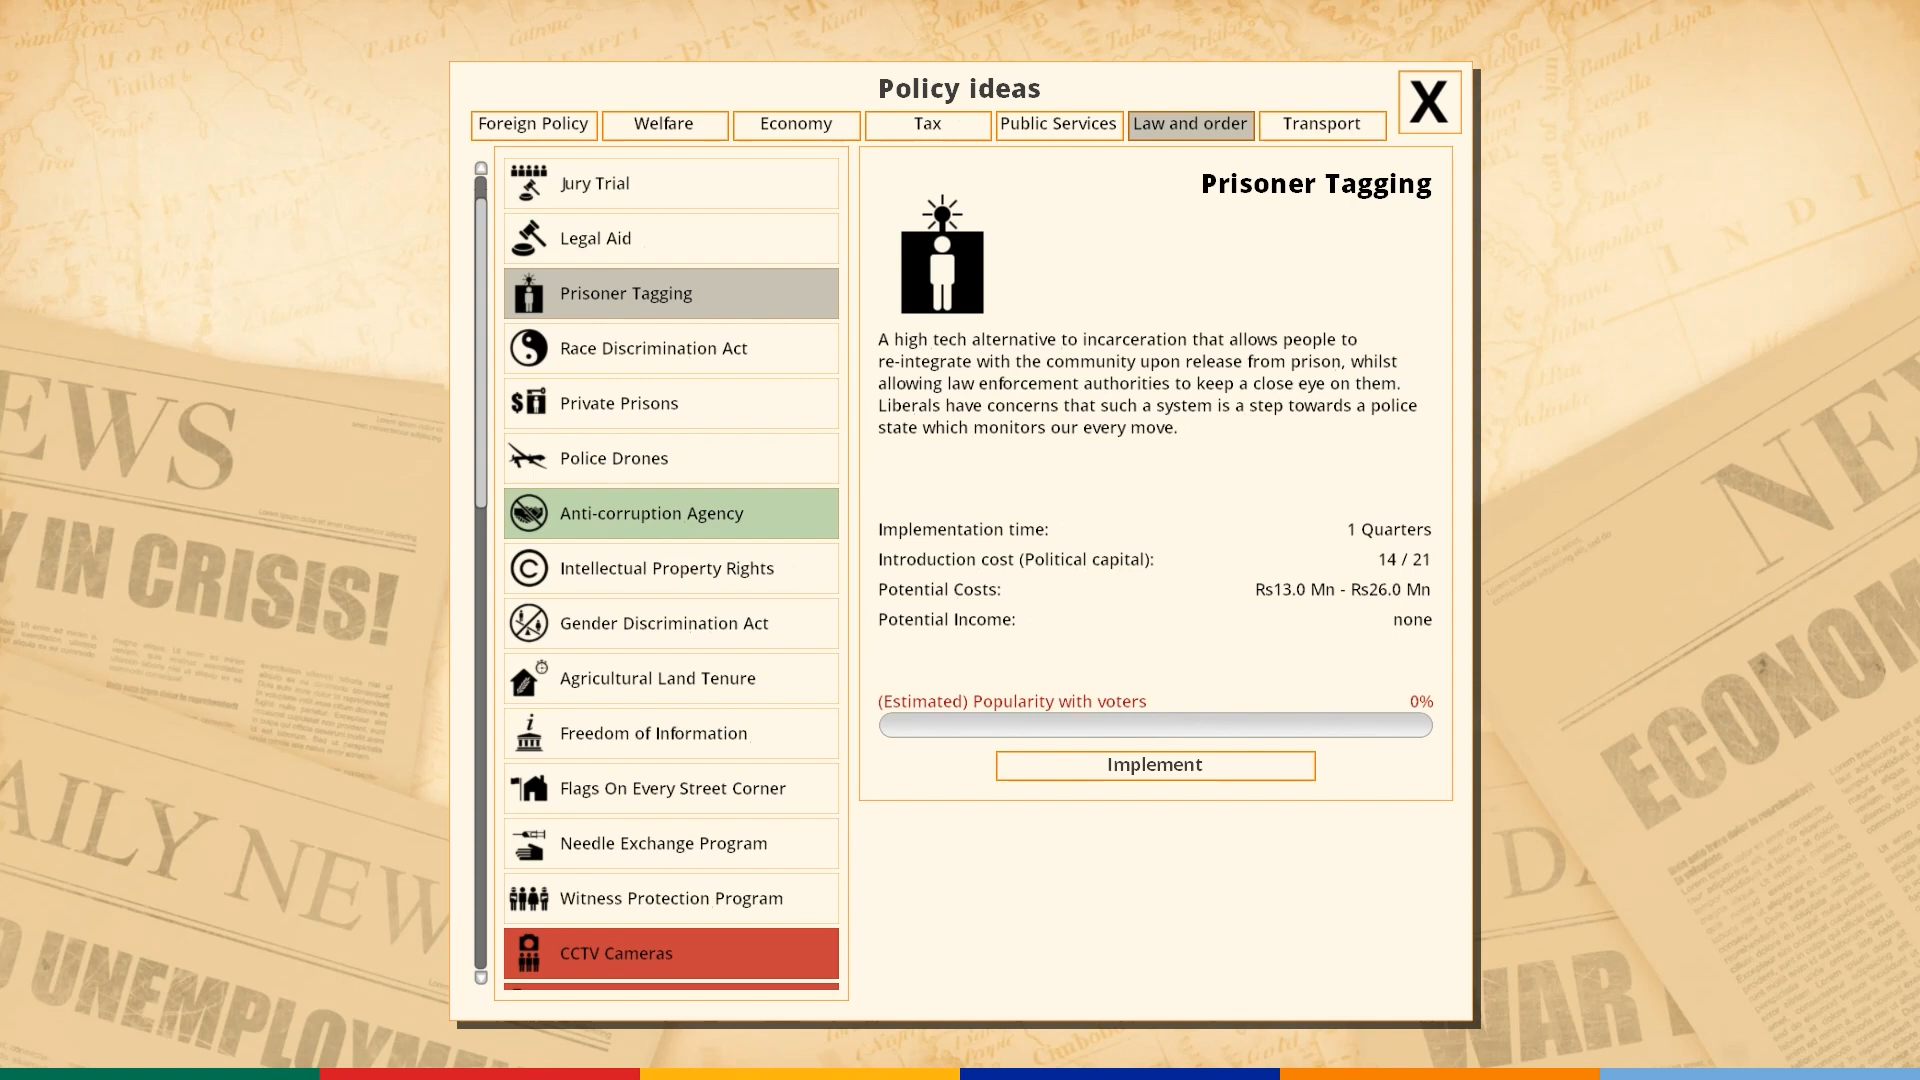 Policy ideas
X
Foreign Policy
Welfare
Economy
Tax
Public Services
Law and order
Transport
Jury Trial
Legal Aid
Prisoner Tagging
Race Discrimination Act
Private Prisons
Police Drones
Anti-corruption Agency
Intellectual Property Rights
Gender Discrimination Act
Agricultural Land Tenure
Freedom of Information
Flags On Every Street Corner
Needle Exchange Program
Witness Protection Program
CCTV Cameras
Prisoner Tagging
A high tech alternative to incarceration that allows people to
re-integrate with the community upon release from prison, whilst
allowing law enforcement authorities to keep a close eye on them.
Liberals have concerns that such a system is a step towards a police
state which monitors our every move.
Implementation time: 1 Quarters
Introduction cost (Political capital): 14 / 21
Potential Costs: Rs13.0 Mn - Rs26.0 Mn
Potential Income: none
(Estimated) Popularity with voters 0%
Implement
EWS
Y IN CRISIS!
AILY NEW
UNEMPLOYME
NEW
ECONOM
WAR